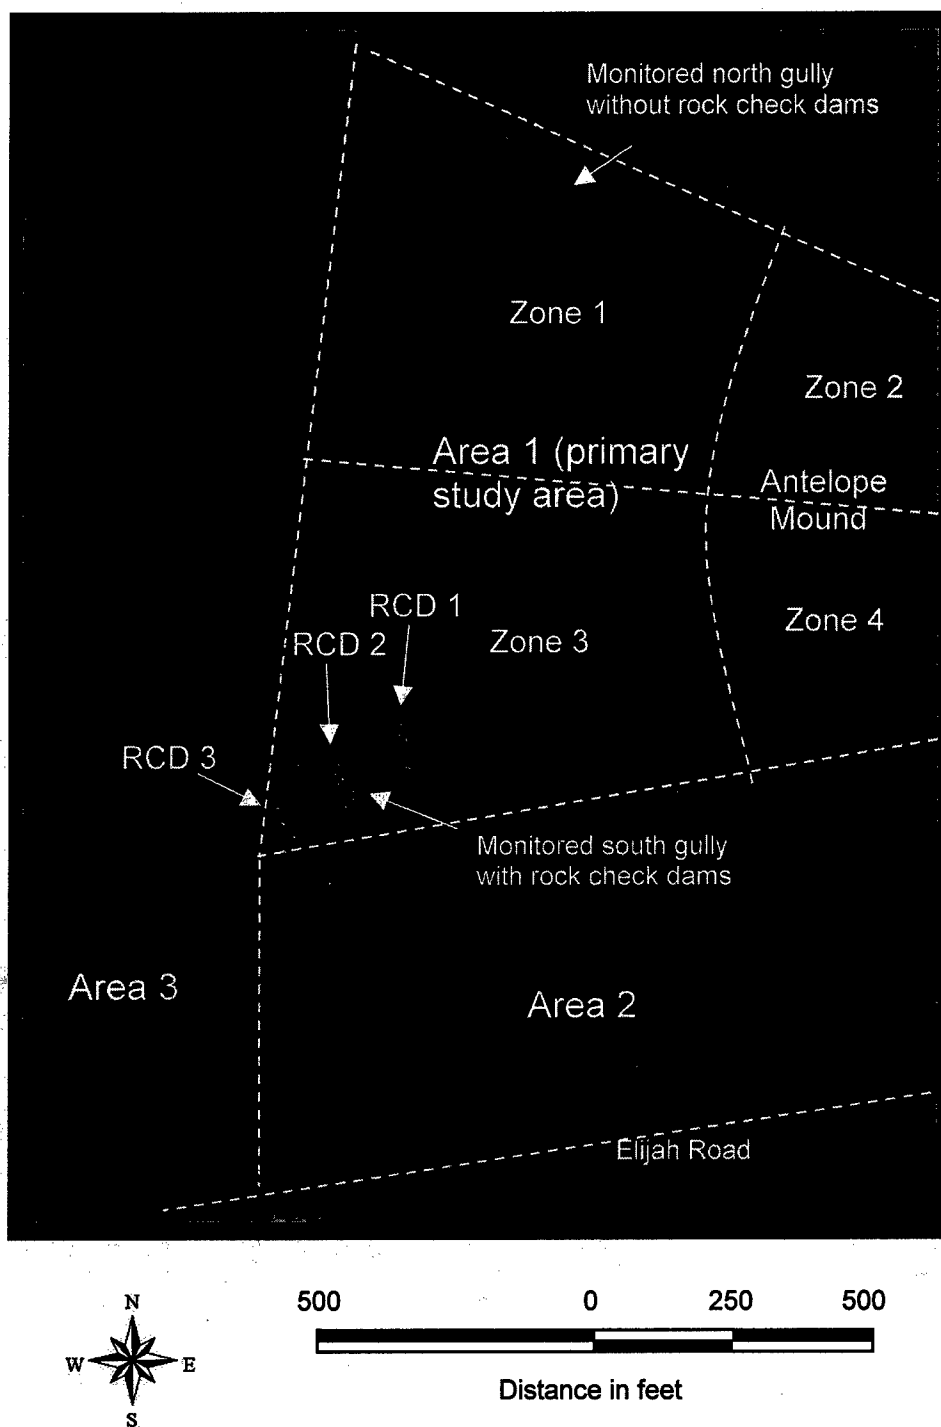 Monitored north gully
without rock check dams
Zone 1
Zone 2
Area 1 (primary
study area)
Antelope
Mound
RCD 1
RCD 2
Zone 3
Zone 4
RCD 3
Monitored south gully
with rock check dams
Area 3
Area 2
Elijah Road
N
W E
S
500 0 250 500
Distance in feet